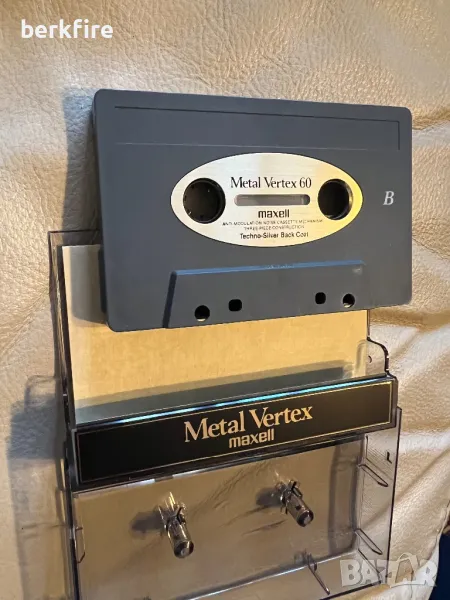 berkfire
Metal Vertex 60
maxell
ANTI-MODULATION NOISE CASSETTE MECHANISM
THREE-PIECE CONSTRUCTION
Techno-Silver Back Coat
B
Metal Vertex
maxell
BAZAR